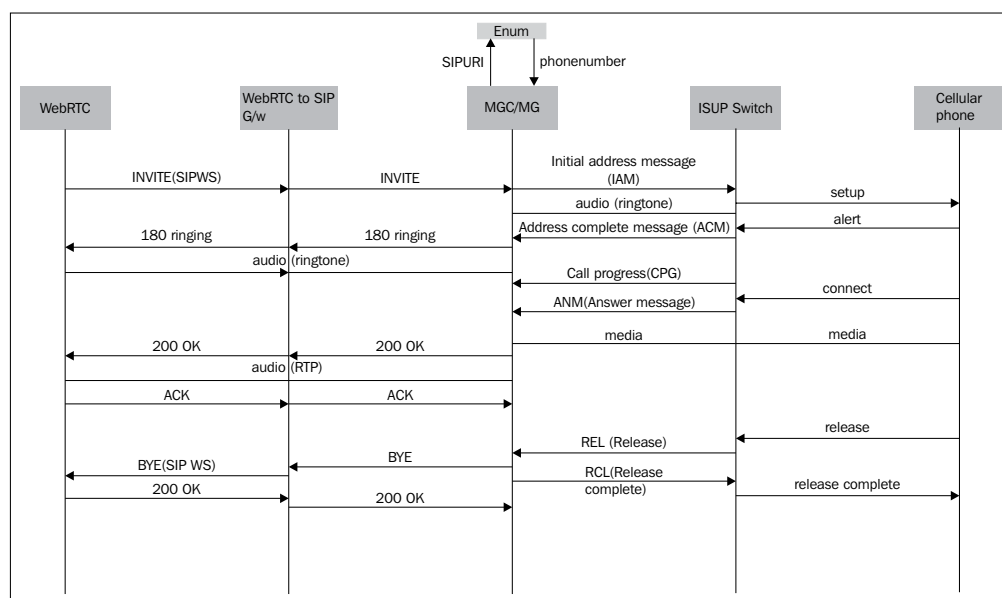 Enum
SIPURI
phonenumber
WebRTC
WebRTC to SIP
G/w
MGC/MG
ISUP Switch
Cellular
phone
INVITE(SIPWS)
INVITE
Initial address message
(IAM)
setup
audio (ringtone)
alert
Address complete message (ACM)
180 ringing
180 ringing
audio (ringtone)
Call progress(CPG)
connect
ANM(Answer message)
media
media
200 OK
200 OK
audio (RTP)
ACK
ACK
release
REL (Release)
BYE
BYE(SIP WS)
RCL(Release
complete)
release complete
200 OK
200 OK